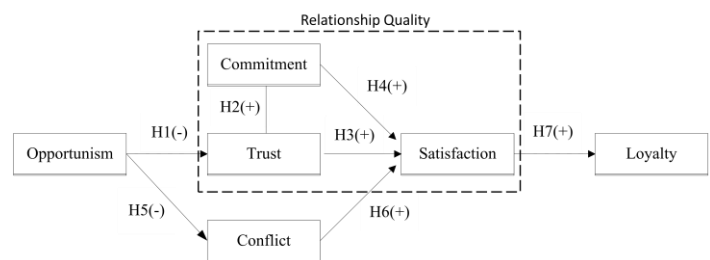 Relationship Quality
Commitment
H4(+)
H2(+)
H1(-)
H3(+)
H7(+)
Opportunism
Trust
Satisfaction
Loyalty
H5(-)
H6(+)
Conflict